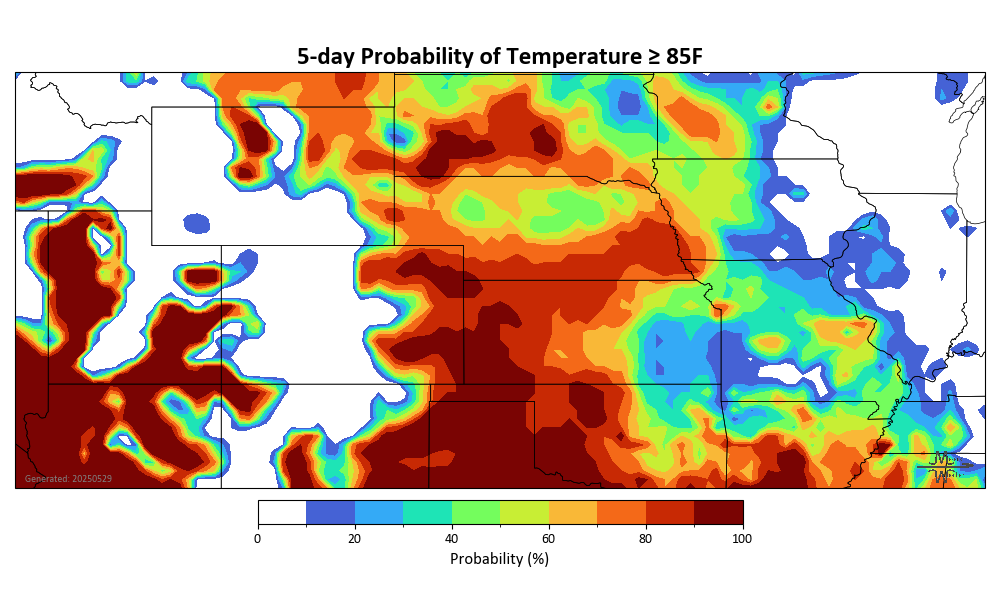 5-day Probability of Temperature ≥ 85F
Generated: 20250529
0 20 40 60 80 100
Probability (%)